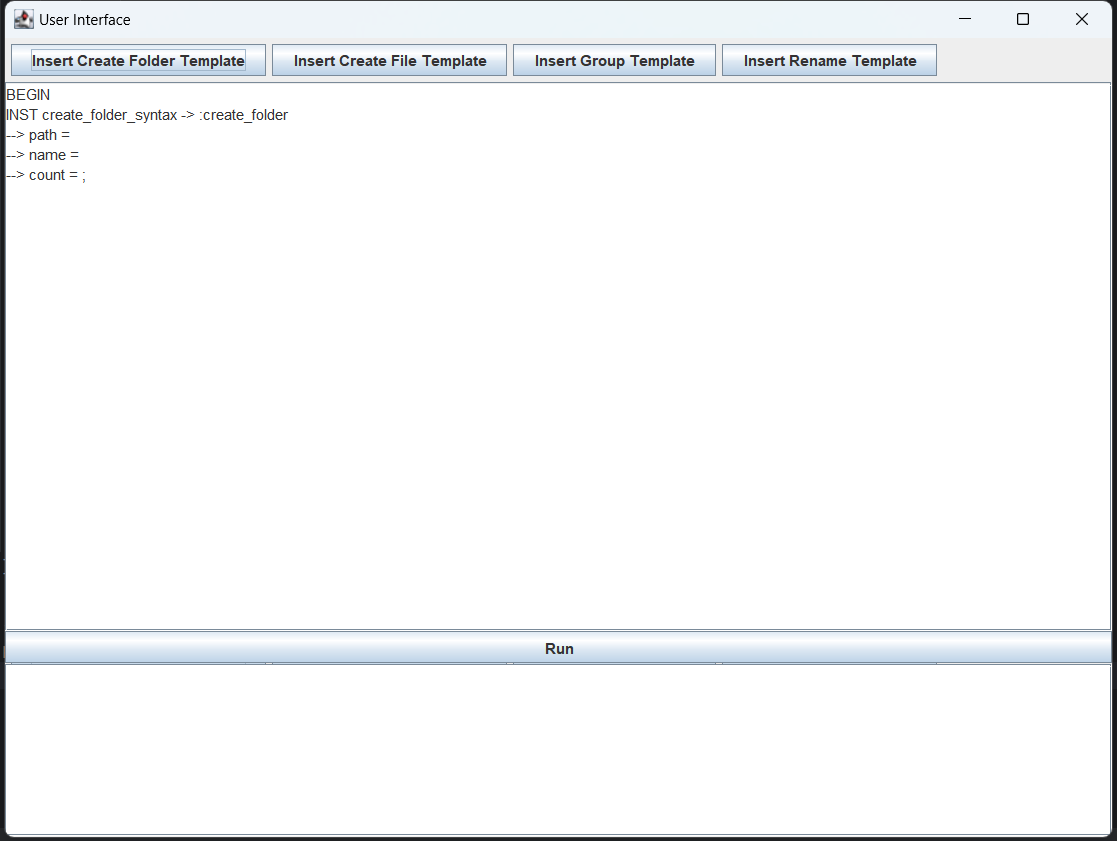 User Interface
Insert Create Folder Template Insert Create File Template Insert Group Template Insert Rename Template
BEGIN
INST create_folder_syntax -> :create_folder
--> path =
--> name =
--> count = ;
Run